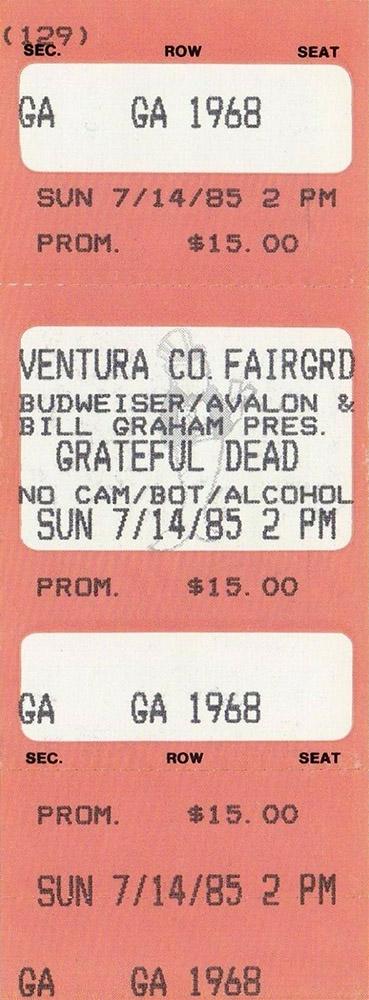 (129)
SEC. ROW SEAT
GA GA 1968
SUN 7/14/85 2 PM
PROM. $15.00
VENTURA CO FAIRGRD
BUDWEISER/AVALON &
BILL GRAHAM PRES.
GRATEFUL DEAD
NO CAM/BOT/ALCOHOL
SUN 7/14/85 2 PM
PROM. $15.00
GA GA 1968
SEC. ROW SEAT
PROM. $15.00
SUN 7/14/85 2 PM
GA GA 1968